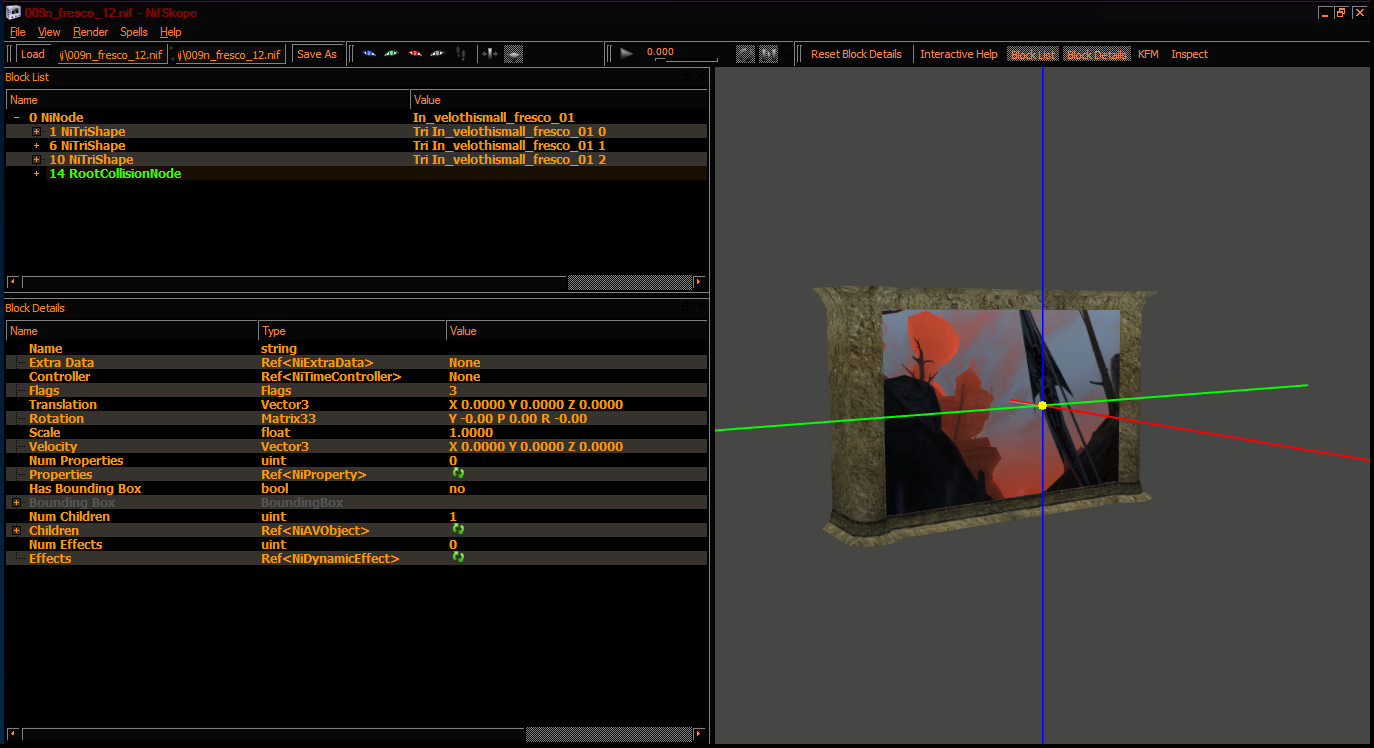 009n_fresco_12.nif - NifSkope
File View Render Spells Help
Load i\009n_fresco_12.nif i\009n_fresco_12.nif Save As 0.000 Reset Block Details Interactive Help Block List Block Details KFM Inspect
Block List
Name Value
0 NiNode In_velothismall_fresco_01
1 NiTriShape Tri In_velothismall_fresco_01 0
6 NiTriShape Tri In_velothismall_fresco_01 1
10 NiTriShape Tri In_velothismall_fresco_01 2
14 RootCollisionNode
Block Details
Name Type Value
Name string
Extra Data Ref<NiExtraData> None
Controller Ref<NiTimeController> None
Flags Flags 3
Translation Vector3 X 0.0000 Y 0.0000 Z 0.0000
Rotation Matrix33 Y -0.00 P 0.00 R -0.00
Scale float 1.0000
Velocity Vector3 X 0.0000 Y 0.0000 Z 0.0000
Num Properties uint 0
Properties Ref<NiProperty>
Has Bounding Box bool no
Bounding Box BoundingBox
Num Children uint 1
Children Ref<NiAVObject>
Num Effects uint 0
Effects Ref<NiDynamicEffect>